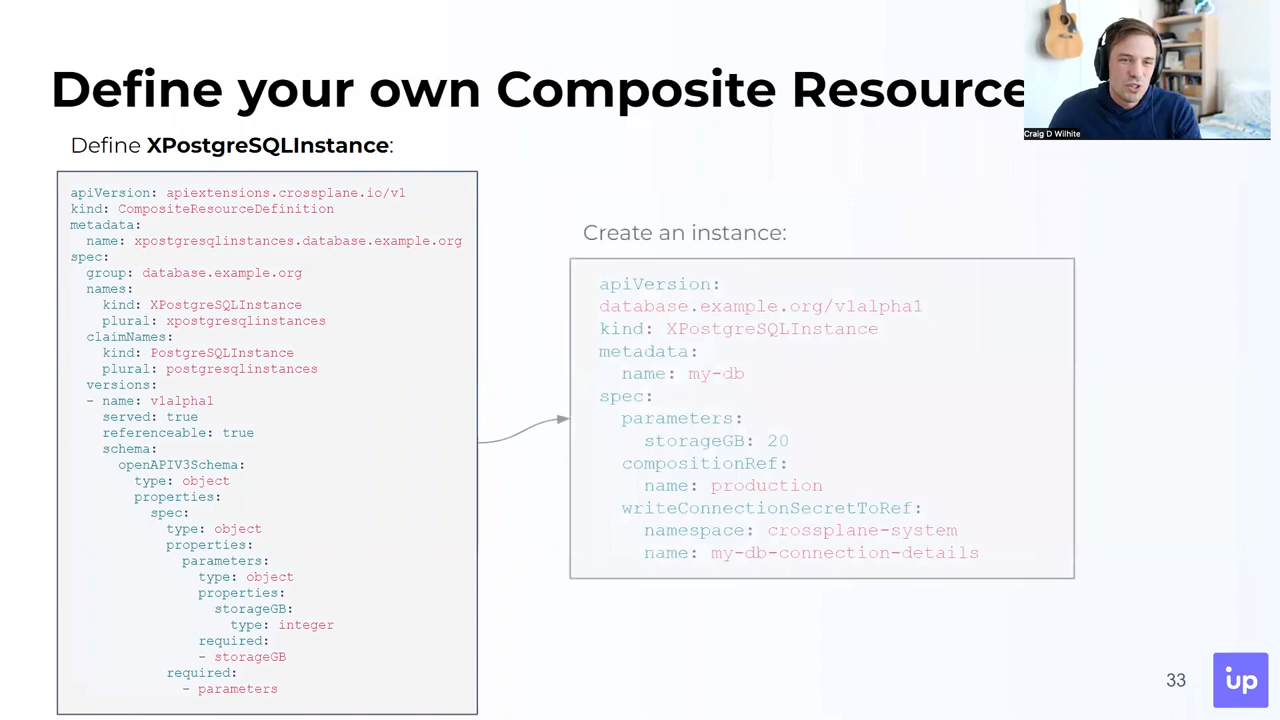 Define your own Composite Resource
Craig D Wilhite
Define XPostgreSQLInstance:
apiVersion: apiextensions.crossplane.io/v1
kind: CompositeResourceDefinition
metadata:
  name: xpostgresqlinstances.database.example.org
spec:
  group: database.example.org
  names:
    kind: XPostgreSQLInstance
    plural: xpostgresqlinstances
  claimNames:
    kind: PostgreSQLInstance
    plural: postgresqlinstances
  versions:
  - name: v1alpha1
    served: true
    referenceable: true
    schema:
      openAPIV3Schema:
        type: object
        properties:
          spec:
            type: object
            properties:
              parameters:
                type: object
                properties:
                  storageGB:
                    type: integer
                required:
                - storageGB
            required:
              - parameters
Create an instance:
apiVersion:
database.example.org/v1alpha1
kind: XPostgreSQLInstance
metadata:
  name: my-db
spec:
  parameters:
    storageGB: 20
  compositionRef:
    name: production
  writeConnectionSecretToRef:
    namespace: crossplane-system
    name: my-db-connection-details
33
up